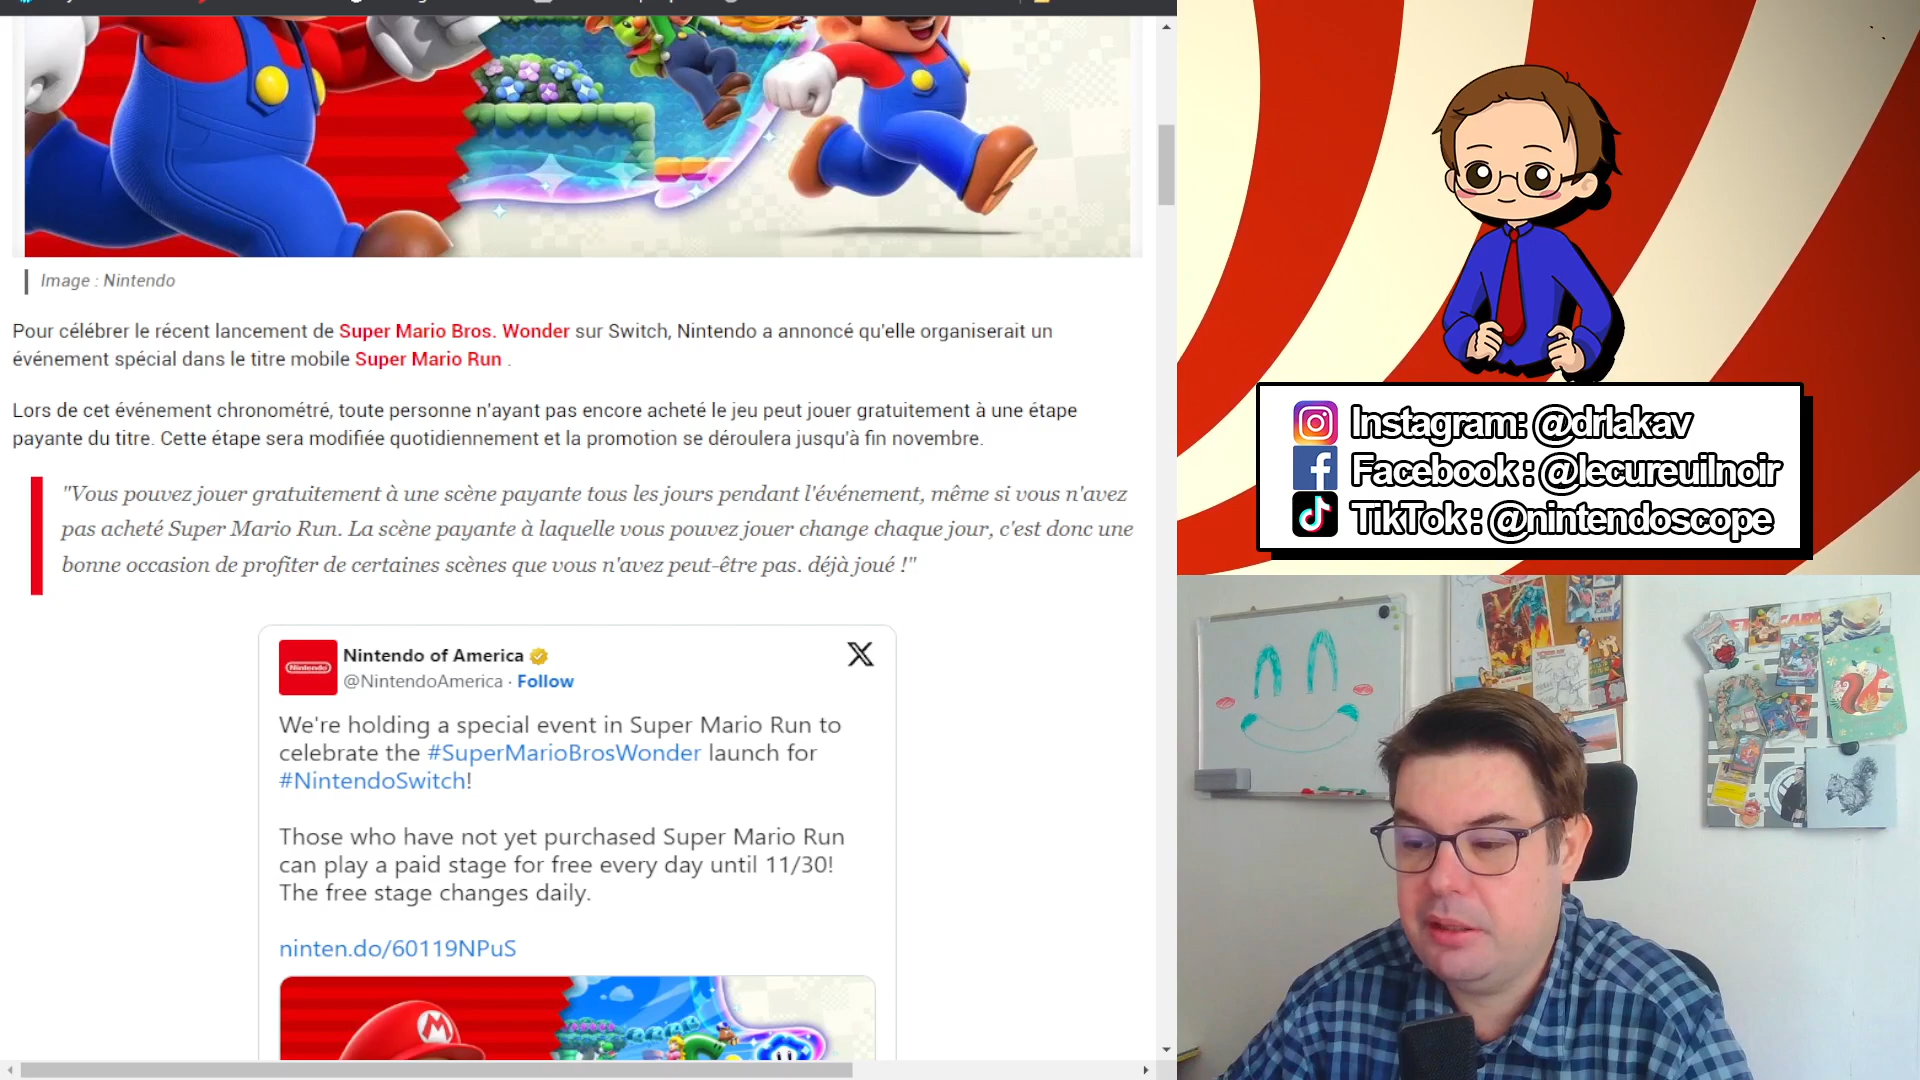 Image : Nintendo
Pour célébrer le récent lancement de Super Mario Bros. Wonder sur Switch, Nintendo a annoncé qu'elle organiserait un
événement spécial dans le titre mobile Super Mario Run .
Lors de cet événement chronométré, toute personne n'ayant pas encore acheté le jeu peut jouer gratuitement à une étape
payante du titre. Cette étape sera modifiée quotidiennement et la promotion se déroulera jusqu'à fin novembre.
"Vous pouvez jouer gratuitement à une scène payante tous les jours pendant l'événement, même si vous n'avez
pas acheté Super Mario Run. La scène payante à laquelle vous pouvez jouer change chaque jour, c'est donc une
bonne occasion de profiter de certaines scènes que vous n'avez peut-être pas. déjà joué !"
Nintendo
Nintendo of America
@NintendoAmerica · Follow
We're holding a special event in Super Mario Run to
celebrate the #SuperMarioBrosWonder launch for
#NintendoSwitch!
Those who have not yet purchased Super Mario Run
can play a paid stage for free every day until 11/30!
The free stage changes daily.
ninten.do/60119NPuS
M
Instagram: @drlakav
Facebook : @lecureuilnoir
TikTok : @nintendoscope